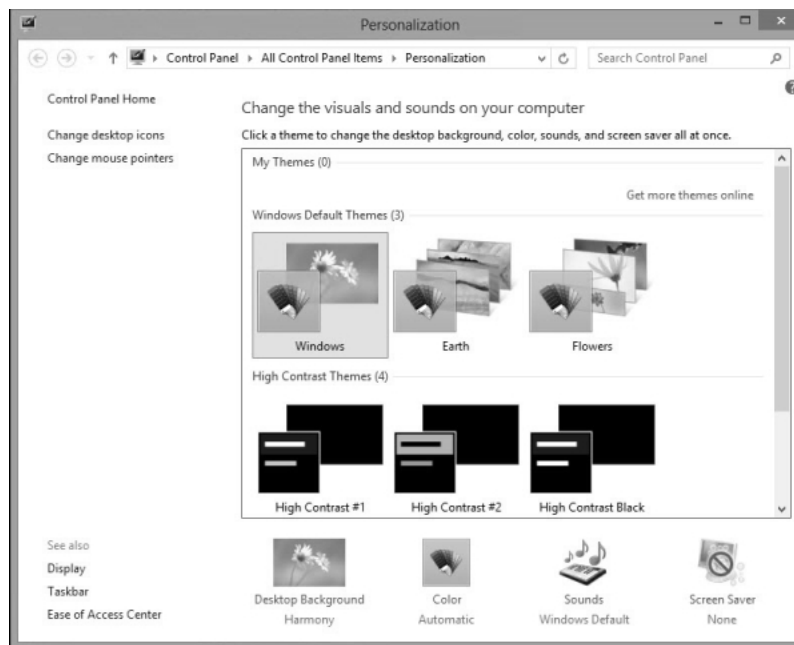 Personalization
Control Panel ▸ All Control Panel Items ▸ Personalization
Search Control Panel
Control Panel Home
Change desktop icons
Change mouse pointers
Change the visuals and sounds on your computer
Click a theme to change the desktop background, color, sounds, and screen saver all at once.
My Themes (0)
Get more themes online
Windows Default Themes (3)
Windows
Earth
Flowers
High Contrast Themes (4)
High Contrast #1
High Contrast #2
High Contrast Black
See also
Display
Taskbar
Ease of Access Center
Desktop Background
Harmony
Color
Automatic
Sounds
Windows Default
Screen Saver
None